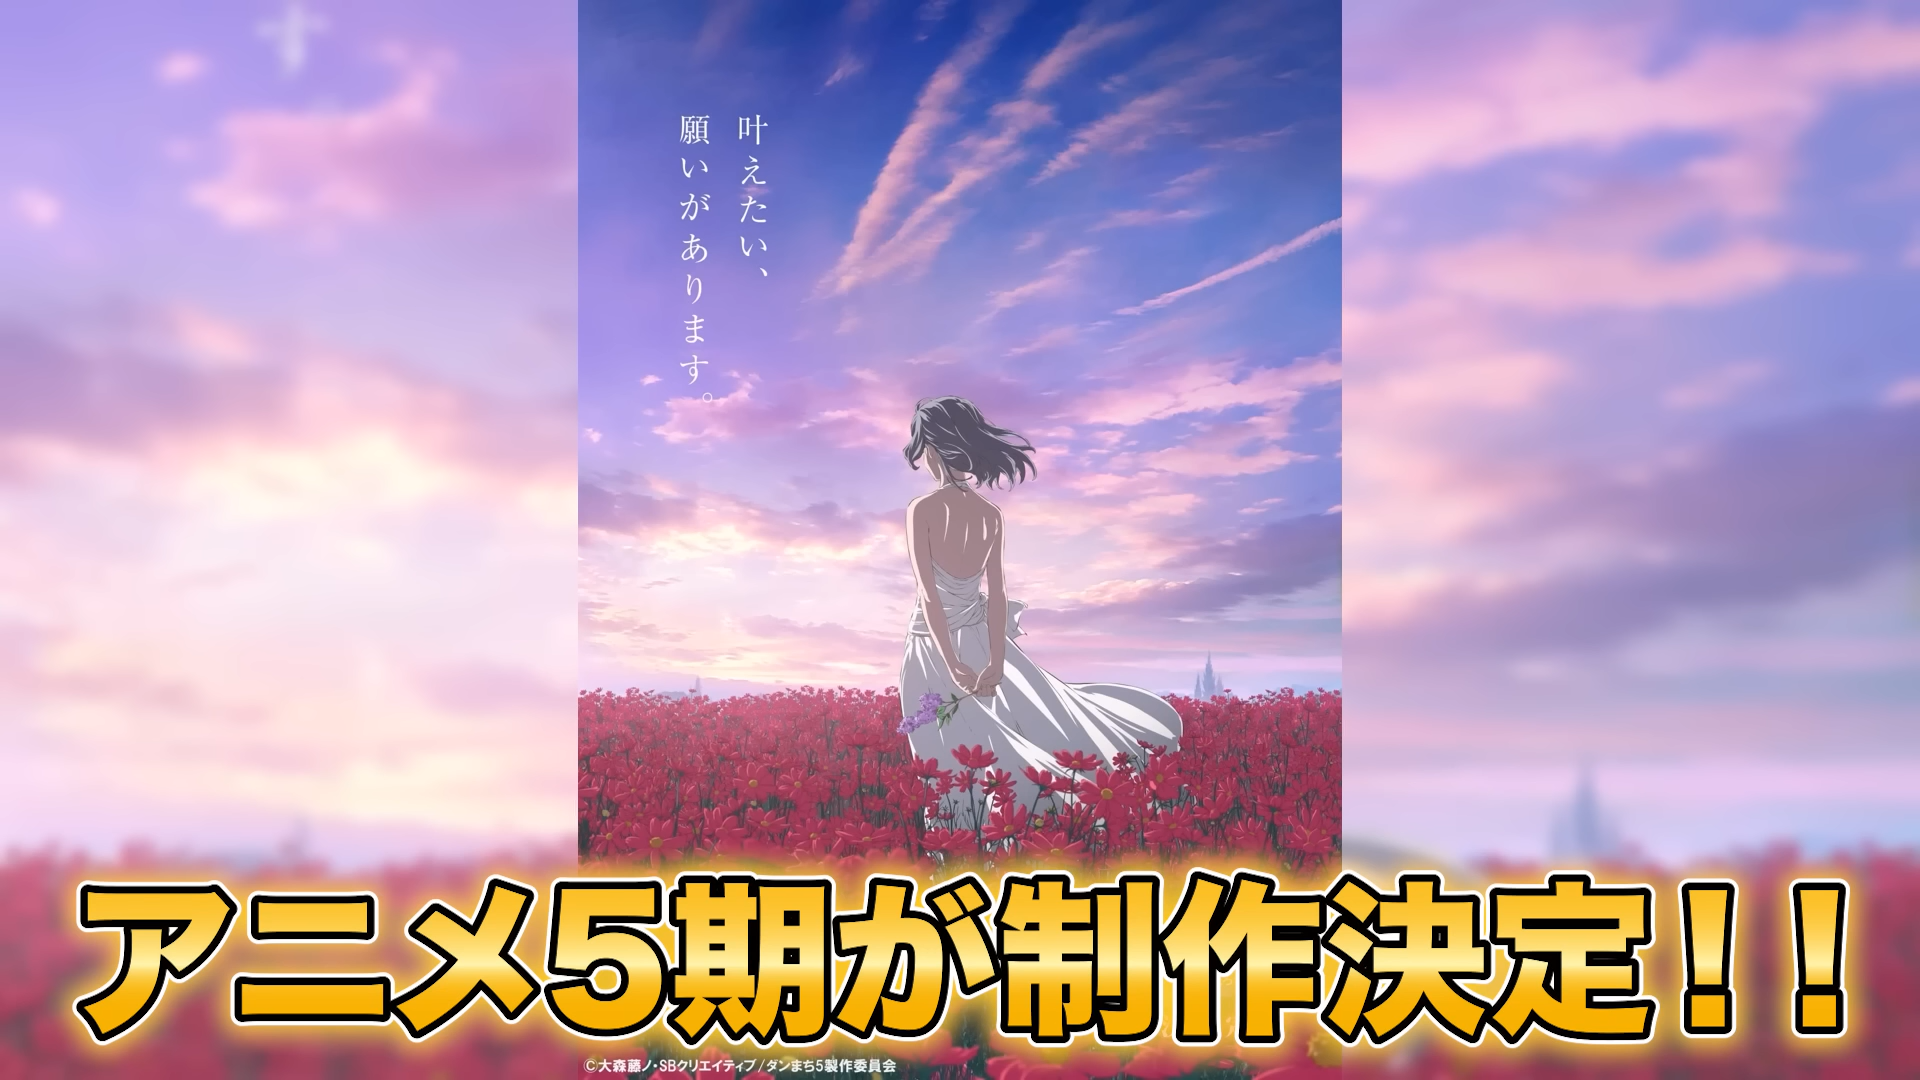 叶えたい、
願いがあります。
アニメ5期が制作決定！！
©大森藤ノ・SBクリエイティブ/ダンまち5製作委員会